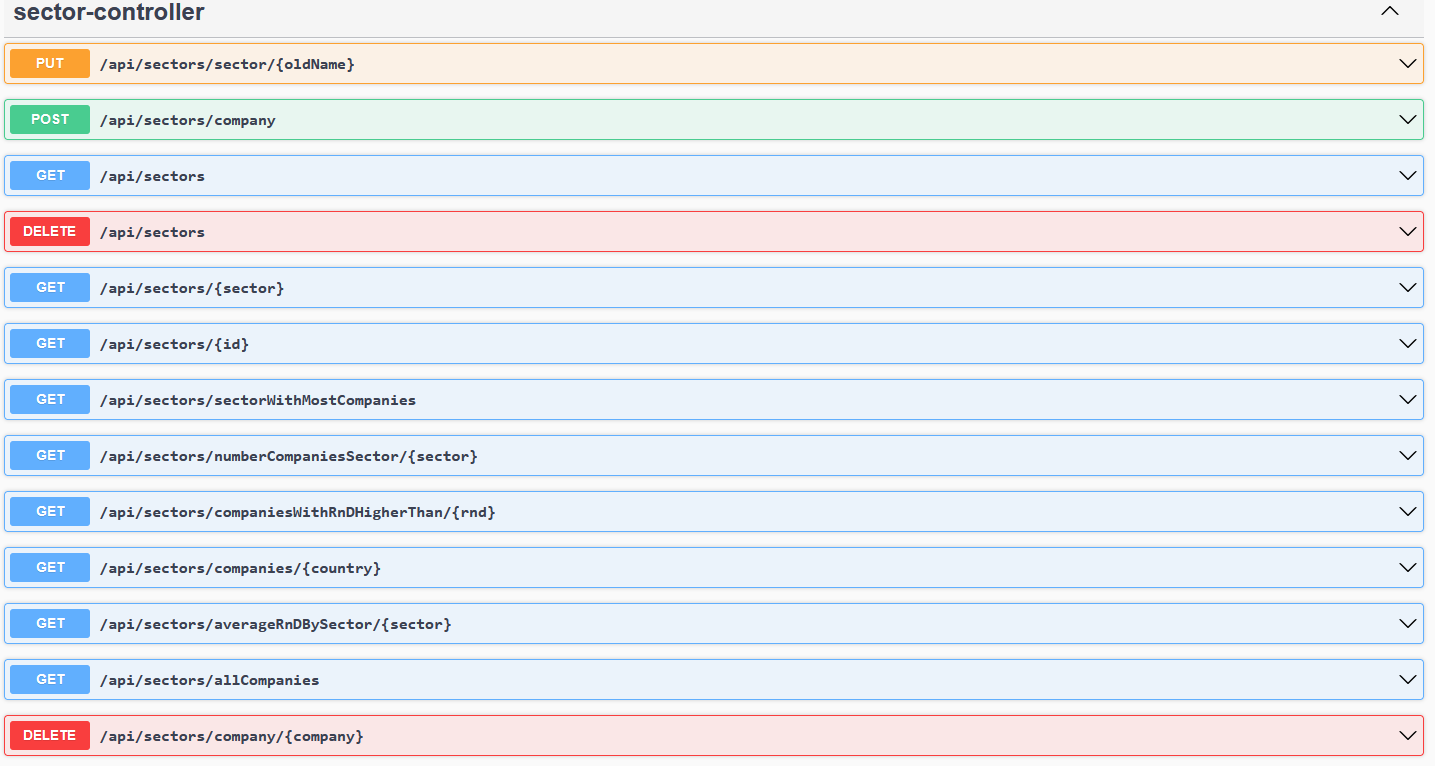 sector-controller
PUT /api/sectors/sector/{oldName}
POST /api/sectors/company
GET /api/sectors
DELETE /api/sectors
GET /api/sectors/{sector}
GET /api/sectors/{id}
GET /api/sectors/sectorWithMostCompanies
GET /api/sectors/numberCompaniesSector/{sector}
GET /api/sectors/companiesWithRnDHigherThan/{rnd}
GET /api/sectors/companies/{country}
GET /api/sectors/averageRnDBySector/{sector}
GET /api/sectors/allCompanies
DELETE /api/sectors/company/{company}